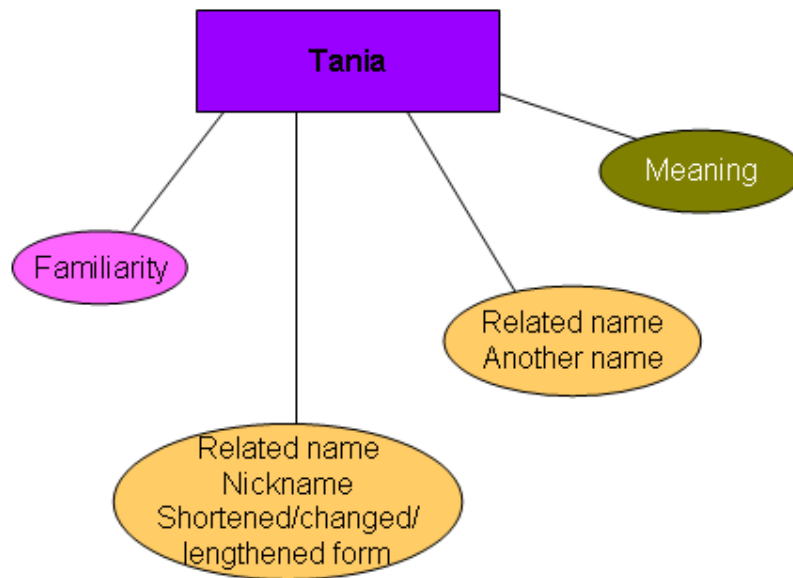 Tania
Meaning
Familiarity
Related name
Another name
Related name
Nickname
Shortened/changed/
lengthened form